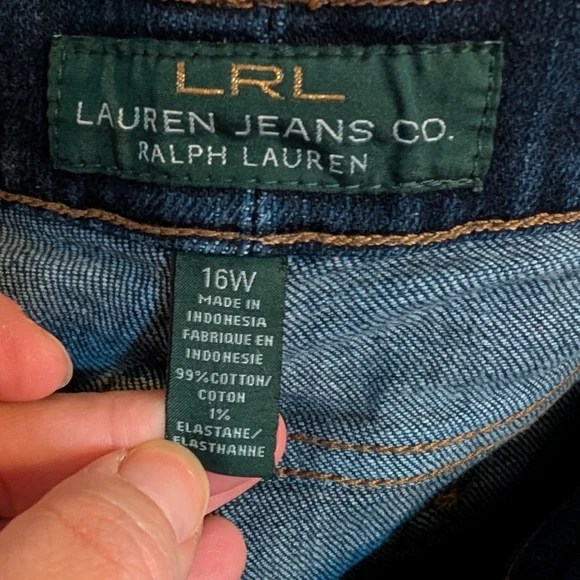 LRL
LAUREN JEANS CO.
RALPH LAUREN
16W
MADE IN
INDONESIA
FABRIQUE EN
INDONESIE
99% COTTON/
COTON
1%
ELASTANE/
ELASTHANNE